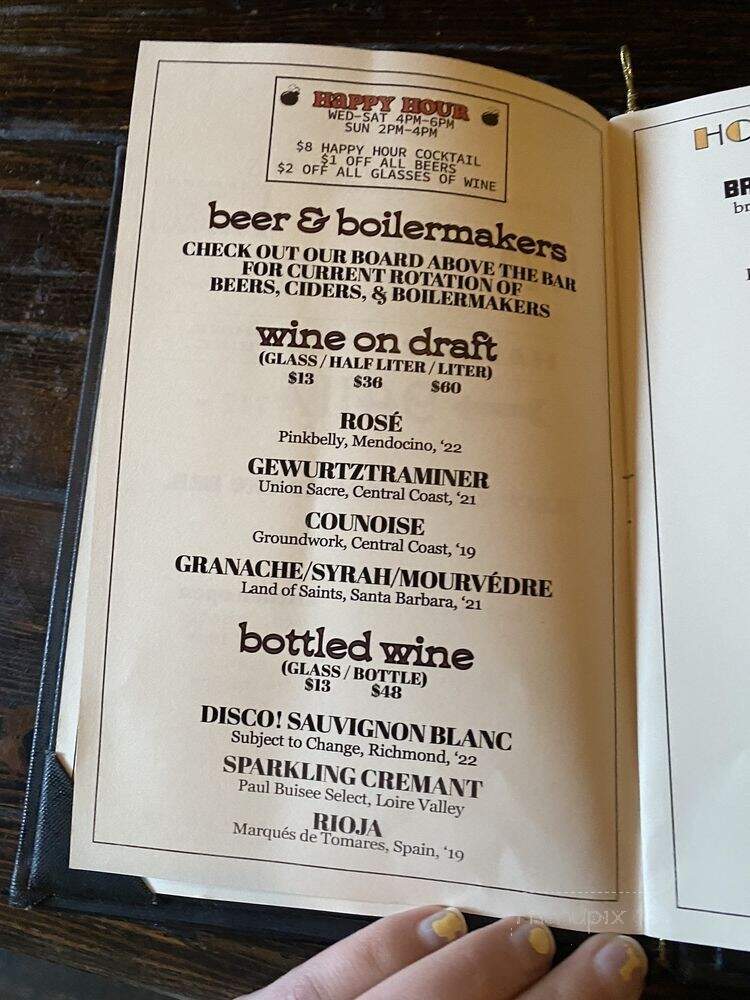 HAPPY HOUR
WED-SAT 4PM-6PM
SUN 2PM-4PM
$8 HAPPY HOUR COCKTAIL
$1 OFF ALL BEERS
$2 OFF ALL GLASSES OF WINE
beer & boilermakers
CHECK OUT OUR BOARD ABOVE THE BAR
FOR CURRENT ROTATION OF
BEERS, CIDERS, & BOILERMAKERS
wine on draft
(GLASS / HALF LITER / LITER)
$13 $36 $60
ROSÉ
Pinkbelly, Mendocino, ‘22
GEWURTZTRAMINER
Union Sacre, Central Coast, ‘21
COUNOISE
Groundwork, Central Coast, ‘19
GRANACHE/SYRAH/MOURVÉDRE
Land of Saints, Santa Barbara, ‘21
bottled wine
(GLASS / BOTTLE)
$13 $48
DISCO! SAUVIGNON BLANC
Subject to Change, Richmond, ‘22
SPARKLING CREMANT
Paul Buisee Select, Loire Valley
RIOJA
Marqués de Tomares, Spain, ‘19
menupix